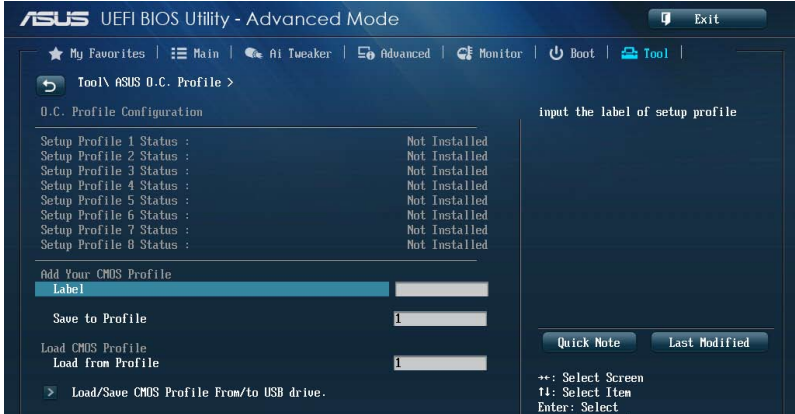 ASUS UEFI BIOS Utility - Advanced Mode
Exit
My Favorites | Main | Ai Tweaker | Advanced | Monitor | Boot | Tool |
Tool\ ASUS O.C. Profile >
O.C. Profile Configuration
input the label of setup profile
Setup Profile 1 Status : Not Installed
Setup Profile 2 Status : Not Installed
Setup Profile 3 Status : Not Installed
Setup Profile 4 Status : Not Installed
Setup Profile 5 Status : Not Installed
Setup Profile 6 Status : Not Installed
Setup Profile 7 Status : Not Installed
Setup Profile 8 Status : Not Installed
Add Your CMOS Profile
Label
Save to Profile 1
Load CMOS Profile
Load from Profile 1
> Load/Save CMOS Profile From/to USB drive.
Quick Note
Last Modified
→←: Select Screen
↑↓: Select Item
Enter: Select